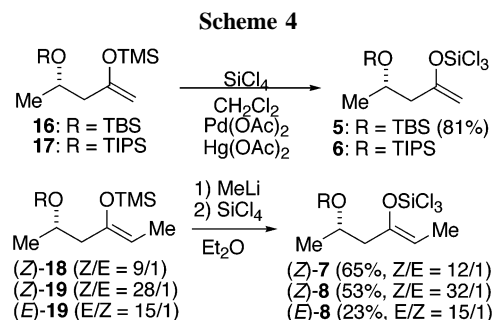 Scheme 4
RO OTMS
Me
16: R = TBS
17: R = TIPS
SiCl4
CH2Cl2
Pd(OAc)2
Hg(OAc)2
RO OSiCl3
Me
5: R = TBS (81%)
6: R = TIPS
RO OTMS
Me Me
(Z)-18 (Z/E = 9/1)
(Z)-19 (Z/E = 28/1)
(E)-19 (E/Z = 15/1)
1) MeLi
2) SiCl4
Et2O
RO OSiCl3
Me Me
(Z)-7 (65%, Z/E = 12/1)
(Z)-8 (53%, Z/E = 32/1)
(E)-8 (23%, E/Z = 15/1)